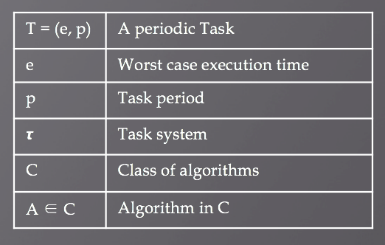 T = (e, p) A periodic Task
e Worst case execution time
p Task period
τ Task system
C Class of algorithms
A ∈ C Algorithm in C